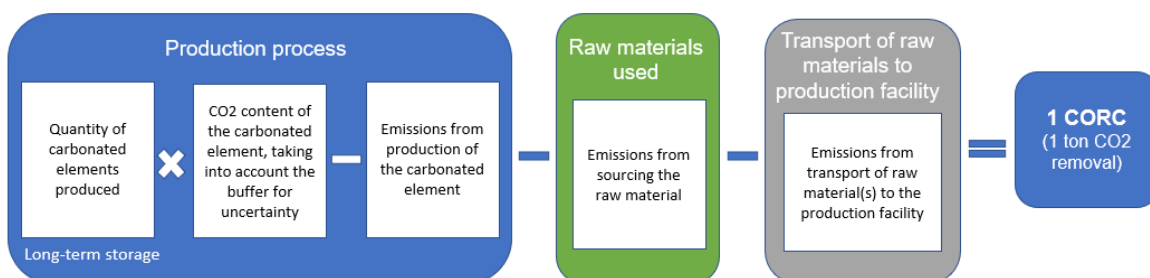 Production process
Quantity of
carbonated
elements
produced
CO2 content of
the carbonated
element, taking
into account the
buffer for
uncertainty
Emissions from
production of
the carbonated
element
Long-term storage
Raw materials
used
Emissions from
sourcing the
raw material
Transport of raw
materials to
production facility
Emissions from
transport of raw
material(s) to the
production facility
1 CORC
(1 ton CO2
removal)